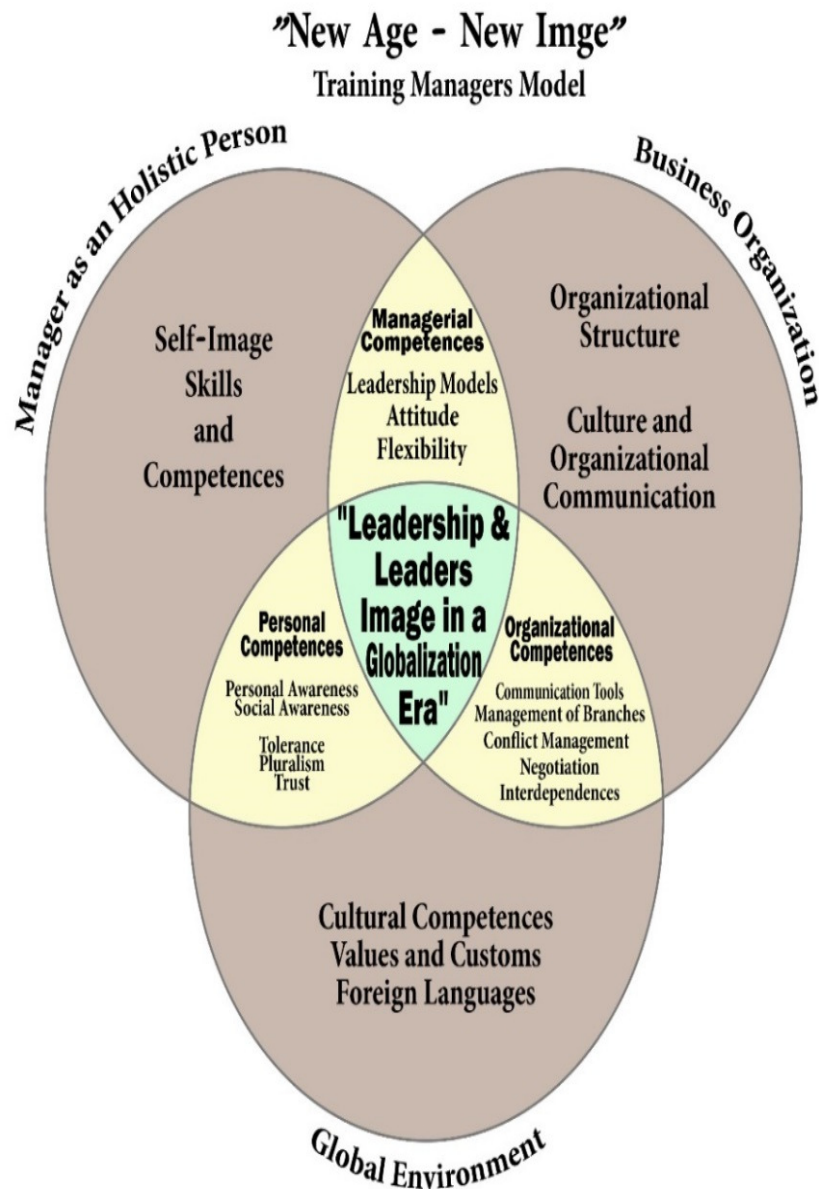 ”New Age - New Imge”
Training Managers Model
Manager as an Holistic Person
Business Organization
Self-Image
Skills
and
Competences
Managerial
Competences
Leadership Models
Attitude
Flexibility
Organizational
Structure
Culture and
Organizational
Communication
"Leadership &
Leaders
Image in a
Globalization
Era"
Personal
Competences
Personal Awareness
Social Awareness
Tolerance
Pluralism
Trust
Organizational
Competences
Communication Tools
Management of Branches
Conflict Management
Negotiation
Interdependences
Cultural Competences
Values and Customs
Foreign Languages
Global Environment